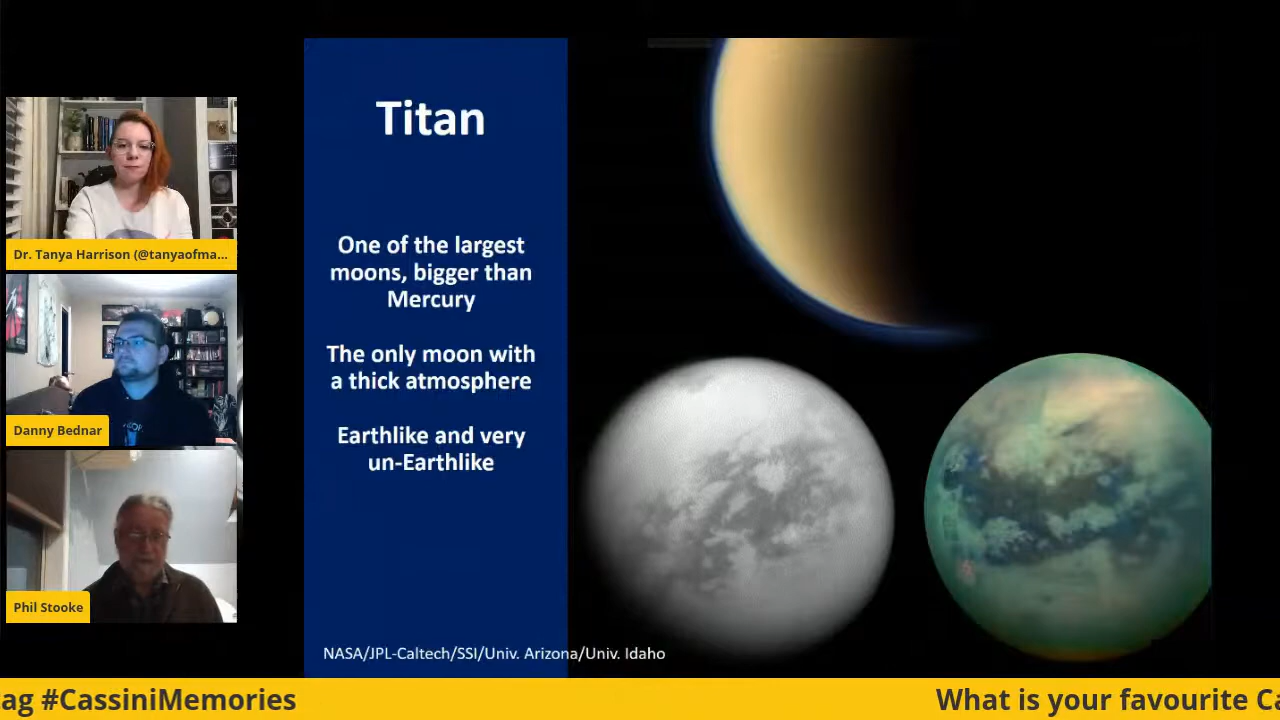 Titan
One of the largest
moons, bigger than
Mercury
The only moon with
a thick atmosphere
Earthlike and very
un-Earthlike
NASA/JPL-Caltech/SSI/Univ. Arizona/Univ. Idaho
Dr. Tanya Harrison (@tanyaofma...
Danny Bednar
Phil Stooke
ag #CassiniMemories
What is your favourite Ca